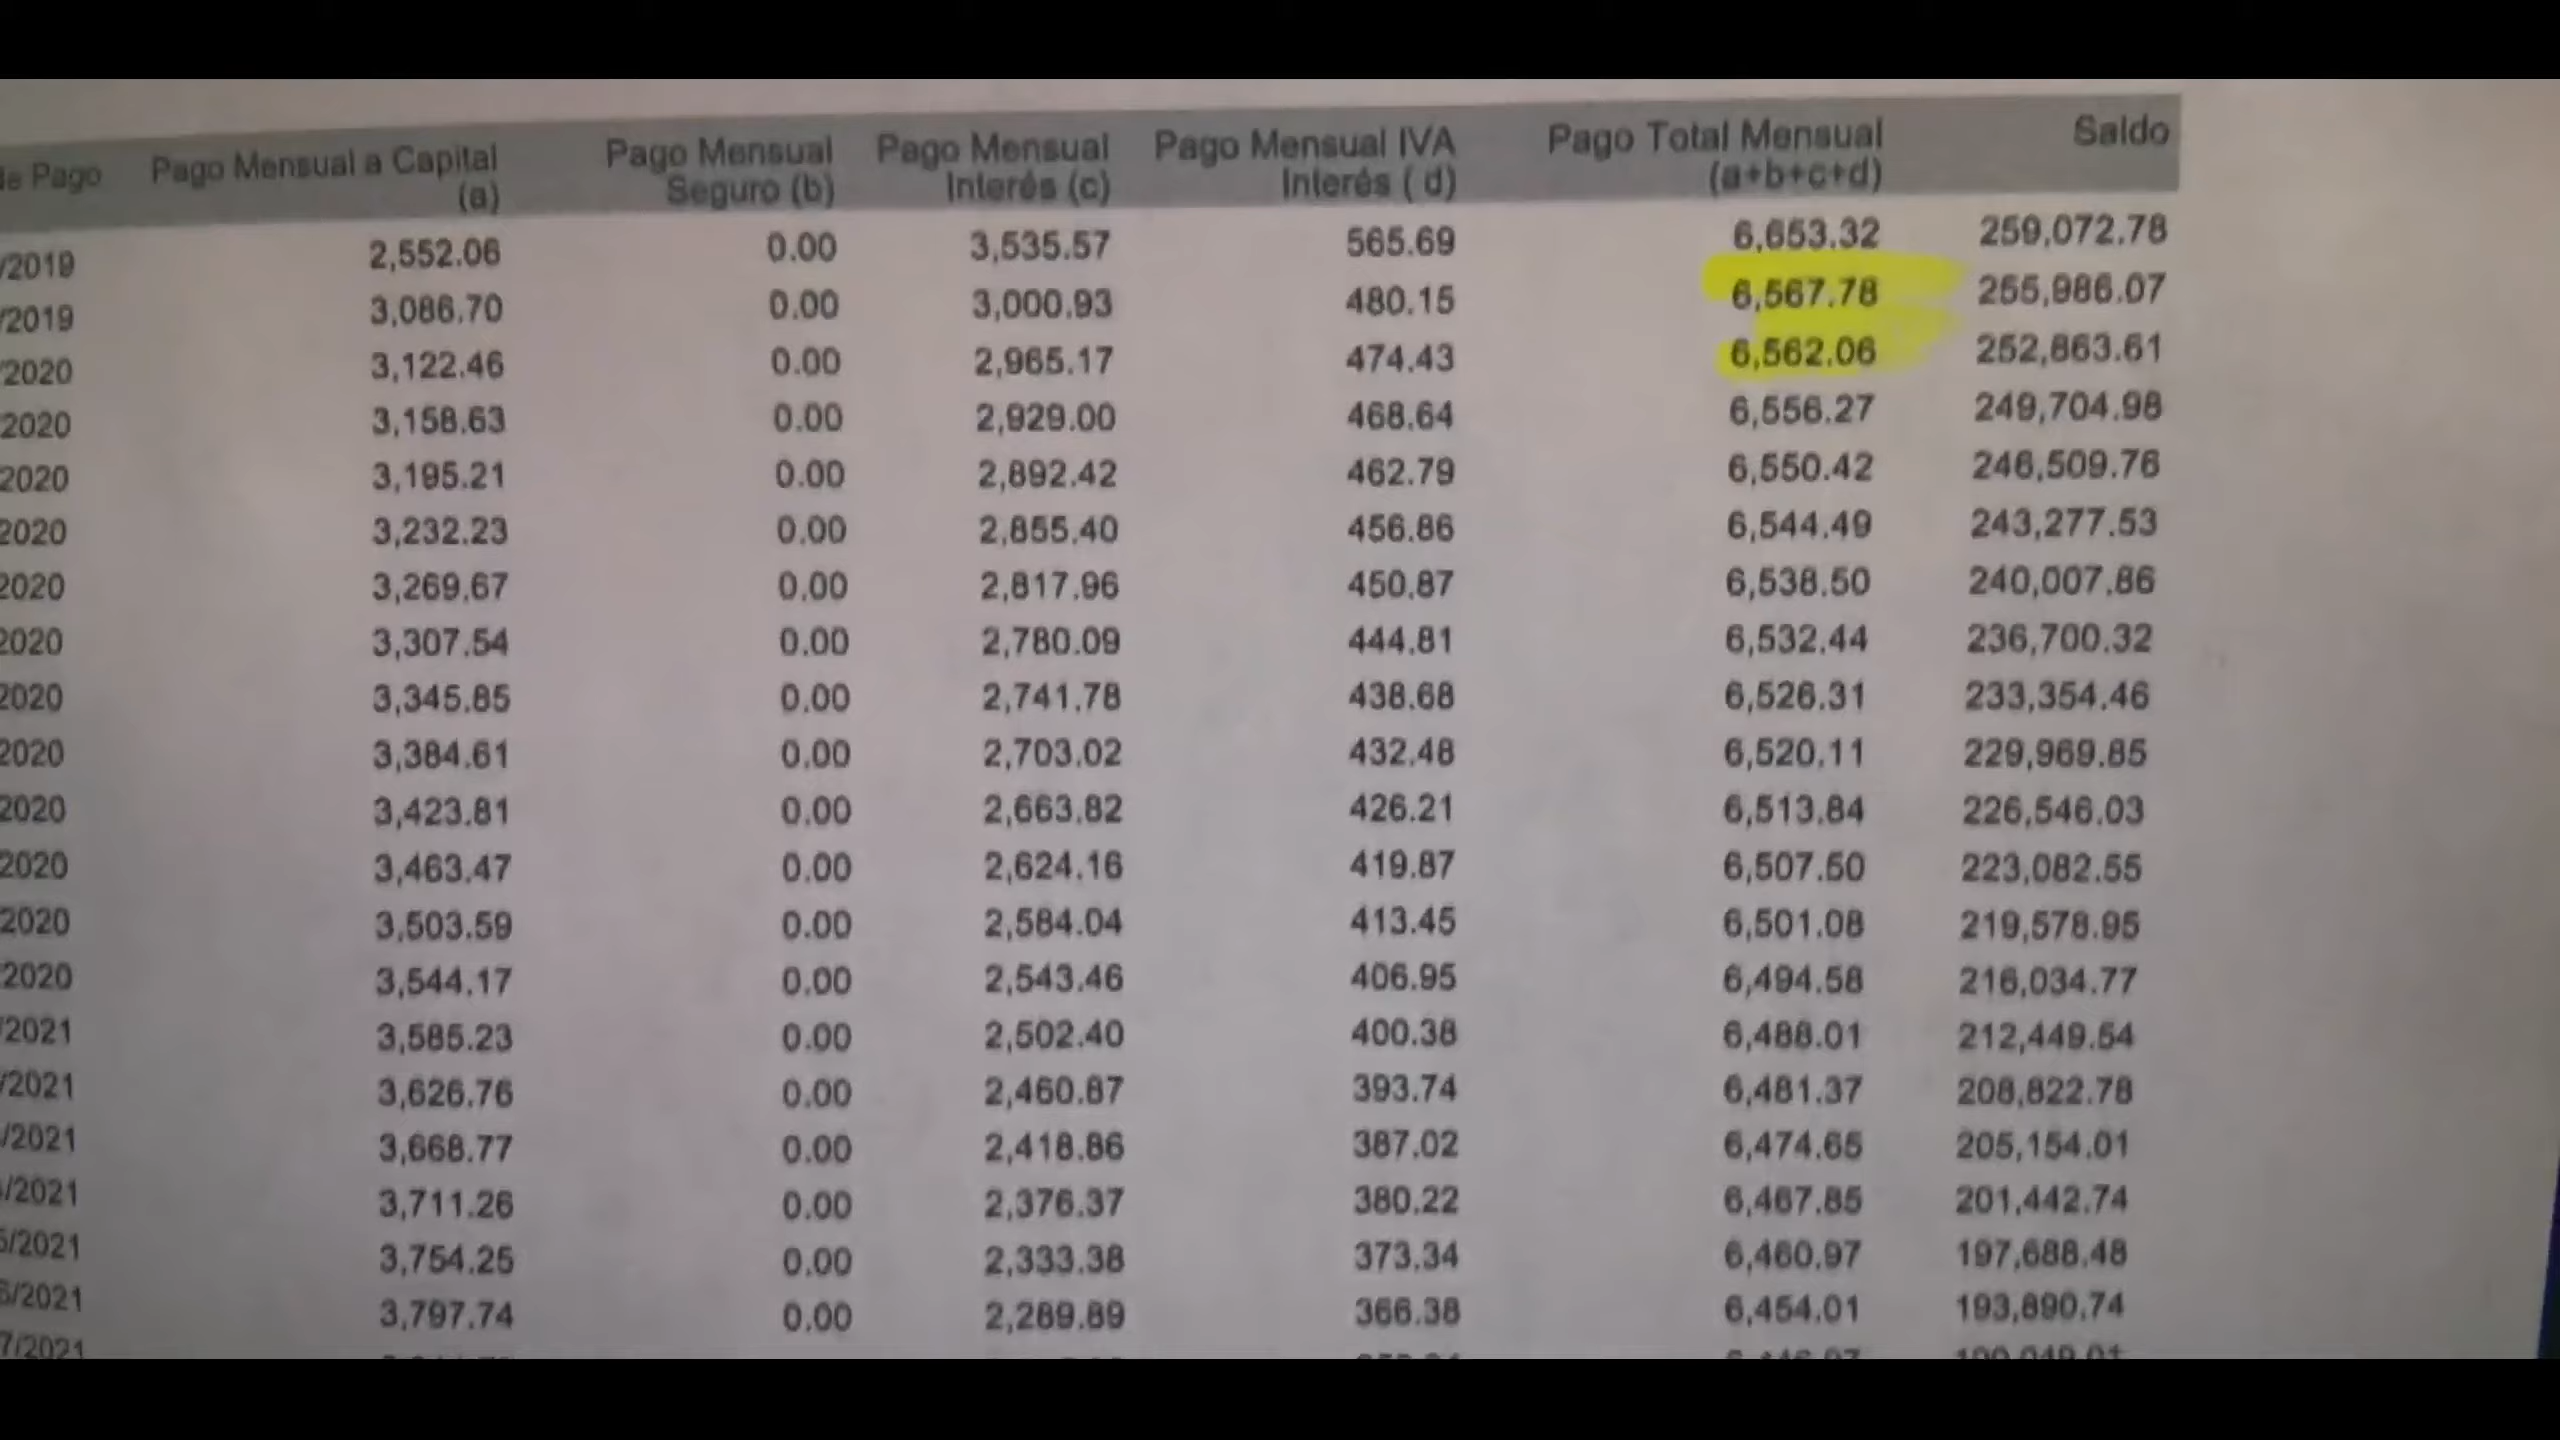 de Pago Pago Mensual a Capital (a) Pago Mensual Seguro (b) Pago Mensual Interés (c) Pago Mensual IVA Interés ( d) Pago Total Mensual (a+b+c+d) Saldo
/2019 2,552.06 0.00 3,535.57 565.69 6,653.32 259,072.78
/2019 3,086.70 0.00 3,000.93 480.15 6,567.78 255,986.07
/2020 3,122.46 0.00 2,965.17 474.43 6,562.06 252,863.61
2020 3,158.63 0.00 2,929.00 468.64 6,556.27 249,704.98
2020 3,195.21 0.00 2,892.42 462.79 6,550.42 246,509.76
2020 3,232.23 0.00 2,855.40 456.86 6,544.49 243,277.53
2020 3,269.67 0.00 2,817.96 450.87 6,538.50 240,007.86
2020 3,307.54 0.00 2,780.09 444.81 6,532.44 236,700.32
2020 3,345.85 0.00 2,741.78 438.68 6,526.31 233,354.46
2020 3,384.61 0.00 2,703.02 432.48 6,520.11 229,969.85
2020 3,423.81 0.00 2,663.82 426.21 6,513.84 226,546.03
2020 3,463.47 0.00 2,624.16 419.87 6,507.50 223,082.55
2020 3,503.59 0.00 2,584.04 413.45 6,501.08 219,578.95
2020 3,544.17 0.00 2,543.46 406.95 6,494.58 216,034.77
/2021 3,585.23 0.00 2,502.40 400.38 6,488.01 212,449.54
/2021 3,626.76 0.00 2,460.87 393.74 6,481.37 208,822.78
/2021 3,668.77 0.00 2,418.86 387.02 6,474.65 205,154.01
/2021 3,711.26 0.00 2,376.37 380.22 6,467.85 201,442.74
5/2021 3,754.25 0.00 2,333.38 373.34 6,460.97 197,688.48
6/2021 3,797.74 0.00 2,289.89 366.38 6,454.01 193,890.74
7/2021